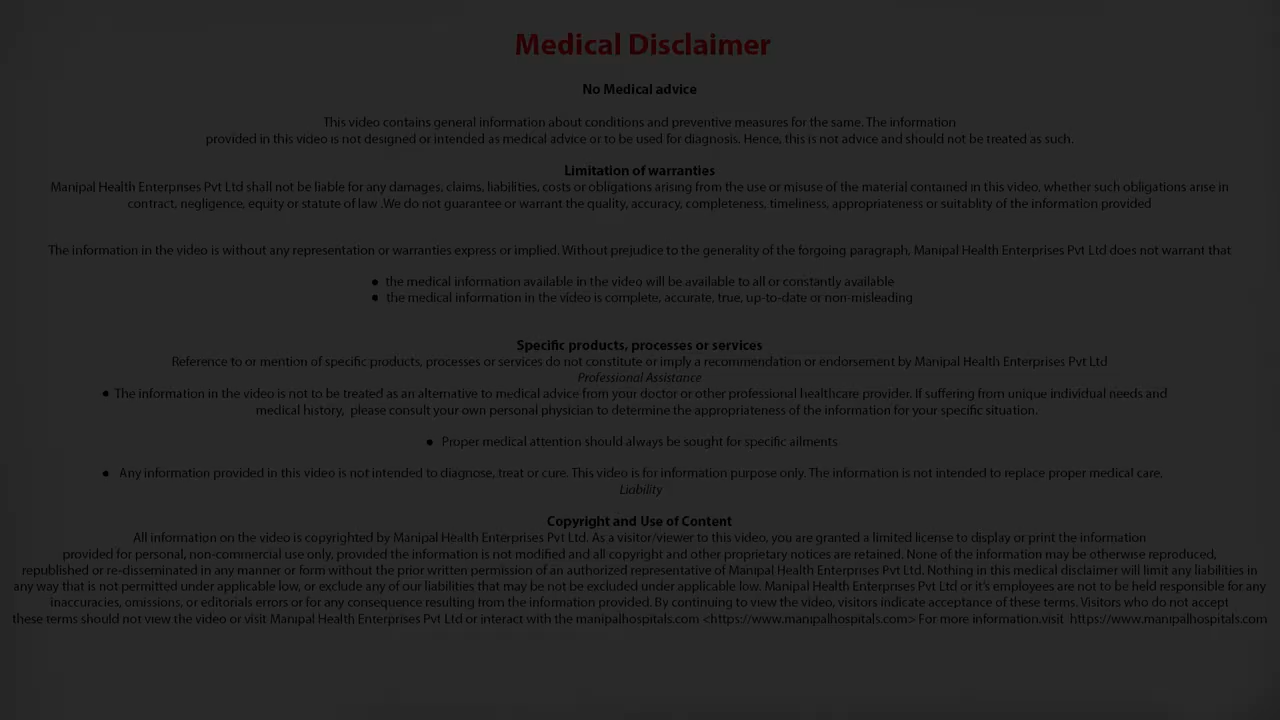 Medical Disclaimer
No Medical advice
This video contains general information about conditions and preventive measures for the same. The information
provided in this video is not designed or intended as medical advice or to be used for diagnosis. Hence, this is not advice and should not be treated as such.
Limitation of warranties
Manipal Health Enterprises Pvt Ltd shall not be liable for any damages, claims, liabilities, costs or obligations arising from the use or misuse of the material contained in this video, whether such obligations arise in
contract, negligence, equity or statute of law .We do not guarantee or warrant the quality, accuracy, completeness, timeliness, appropriateness or suitablity of the information provided
The information in the video is without any representation or warranties express or implied. Without prejudice to the generality of the forgoing paragraph, Manipal Health Enterprises Pvt Ltd does not warrant that
● the medical information available in the video will be available to all or constantly available
● the medical information in the video is complete, accurate, true, up-to-date or non-misleading
Specific products, processes or services
Reference to or mention of specific products, processes or services do not constitute or imply a recommendation or endorsement by Manipal Health Enterprises Pvt Ltd
Professional Assistance
● The information in the video is not to be treated as an alternative to medical advice from your doctor or other professional healthcare provider. If suffering from unique individual needs and
medical history, please consult your own personal physician to determine the appropriateness of the information for your specific situation.
● Proper medical attention should always be sought for specific ailments
● Any information provided in this video is not intended to diagnose, treat or cure. This video is for information purpose only. The information is not intended to replace proper medical care.
Liability
Copyright and Use of Content
All information on the video is copyrighted by Manipal Health Enterprises Pvt Ltd. As a visitor/viewer to this video, you are granted a limited license to display or print the information
provided for personal, non-commercial use only, provided the information is not modified and all copyright and other proprietary notices are retained. None of the information may be otherwise reproduced,
republished or re-disseminated in any manner or form without the prior written permission of an authorized representative of Manipal Health Enterprises Pvt Ltd. Nothing in this medical disclaimer will limit any liabilities in
any way that is not permitted under applicable low, or exclude any of our liabilities that may be not be excluded under applicable low. Manipal Health Enterprises Pvt Ltd or it's employees are not to be held responsible for any
inaccuracies, omissions, or editorials errors or for any consequence resulting from the information provided. By continuing to view the video, visitors indicate acceptance of these terms. Visitors who do not accept
these terms should not view the video or visit Manipal Health Enterprises Pvt Ltd or interact with the manipalhospitals.com <https://www.manipalhospitals.com> For more information.visit https://www.manipalhospitals.com